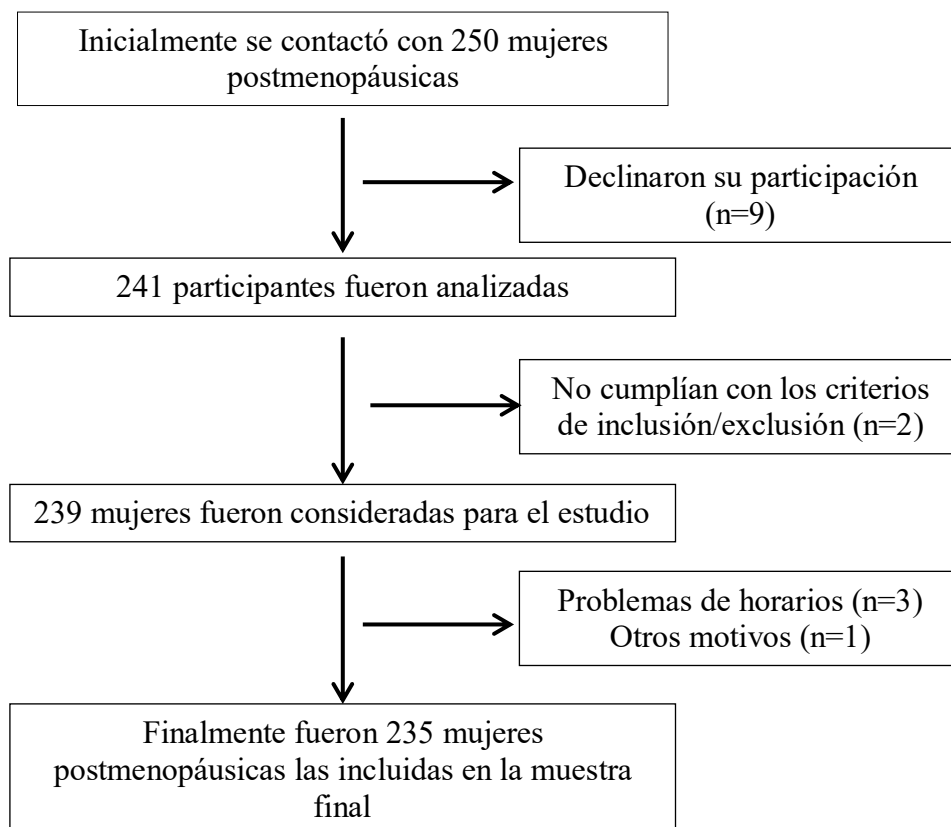 Inicialmente se contactó con 250 mujeres
postmenopáusicas
Declinaron su participación
(n=9)
241 participantes fueron analizadas
No cumplían con los criterios
de inclusión/exclusión (n=2)
239 mujeres fueron consideradas para el estudio
Problemas de horarios (n=3)
Otros motivos (n=1)
Finalmente fueron 235 mujeres
postmenopáusicas las incluidas en la muestra
final